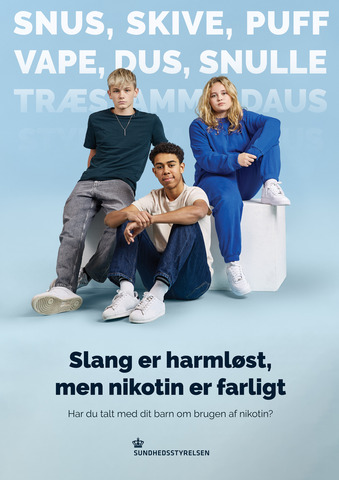 SNUS, SKIVE, PUFF
VAPE, DUS, SNULLE
Slang er harmløst,
men nikotin er farligt
Har du talt med dit barn om brugen af nikotin?
SUNDHEDSSTYRELSEN